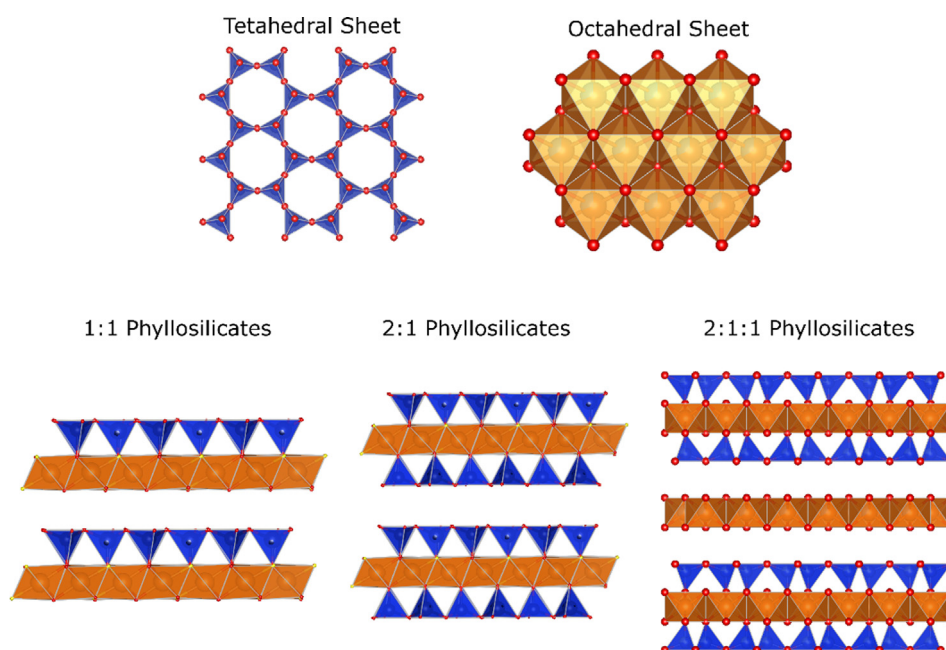 Tetahedral Sheet
Octahedral Sheet
1:1 Phyllosilicates
2:1 Phyllosilicates
2:1:1 Phyllosilicates